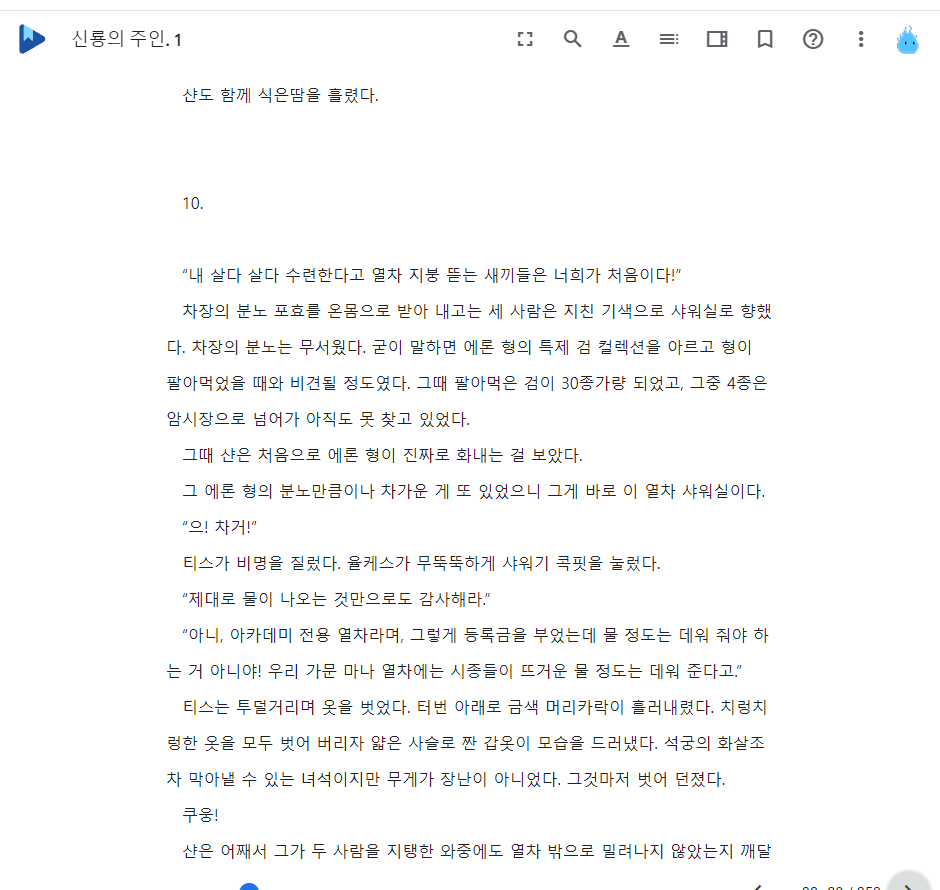 신룡의 주인. 1
샨도 함께 식은땀을 흘렸다.
10.
“내 살다 살다 수련한다고 열차 지붕 뜯는 새끼들은 너희가 처음이다!”
차장의 분노 포효를 온몸으로 받아 내고는 세 사람은 지친 기색으로 샤워실로 향했
다. 차장의 분노는 무서웠다. 굳이 말하면 에론 형의 특제 검 컬렉션을 아르고 형이
팔아먹었을 때와 비견될 정도였다. 그때 팔아먹은 검이 30종가량 되었고, 그중 4종은
암시장으로 넘어가 아직도 못 찾고 있었다.
그때 샨은 처음으로 에론 형이 진짜로 화내는 걸 보았다.
그 에론 형의 분노만큼이나 차가운 게 또 있었으니 그게 바로 이 열차 샤워실이다.
“으! 차거!”
티스가 비명을 질렀다. 율케스가 무뚝뚝하게 샤워기 콕핏을 눌렀다.
“제대로 물이 나오는 것만으로도 감사해라.”
“아니, 아카데미 전용 열차라며, 그렇게 등록금을 부었는데 물 정도는 데워 줘야 하
는 거 아니야! 우리 가문 마나 열차에는 시종들이 뜨거운 물 정도는 데워 준다고.”
티스는 투덜거리며 옷을 벗었다. 터번 아래로 금색 머리카락이 흘러내렸다. 치렁치
렁한 옷을 모두 벗어 버리자 얇은 사슬로 짠 갑옷이 모습을 드러냈다. 석궁의 화살조
차 막아낼 수 있는 녀석이지만 무게가 장난이 아니었다. 그것마저 벗어 던졌다.
쿠웅!
샨은 어째서 그가 두 사람을 지탱한 와중에도 열차 밖으로 밀려나지 않았는지 깨달